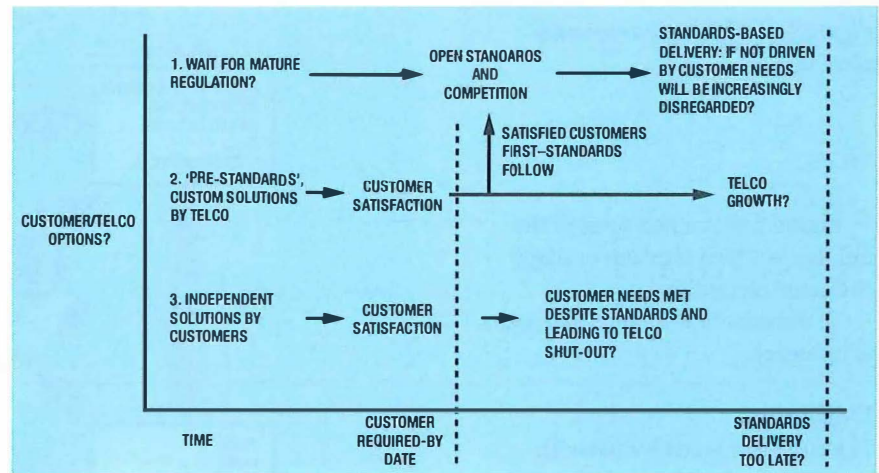 1. WAIT FOR MATURE
REGULATION?
OPEN STANOAROS
AND
COMPETITION
STANDARDS-BASED
DELIVERY: IF NOT DRIVEN
BY CUSTOMER NEEDS
WILL BE INCREASINGLY
DISREGARDED?
SATISFIED CUSTOMERS
FIRST–STANDARDS
FOLLOW
CUSTOMER/TELCO
OPTIONS?
2. 'PRE-STANDARDS',
CUSTOM SOLUTIONS
BY TELCO
CUSTOMER
SATISFACTION
TELCO
GROWTH?
3. INDEPENDENT
SOLUTIONS BY
CUSTOMERS
CUSTOMER
SATISFACTION
CUSTOMER NEEDS MET
DESPITE STANDARDS AND
LEADING TO TELCO
SHUT-OUT?
TIME
CUSTOMER
REQUIRED-BY
DATE
STANDARDS
DELIVERY
TOO LATE?